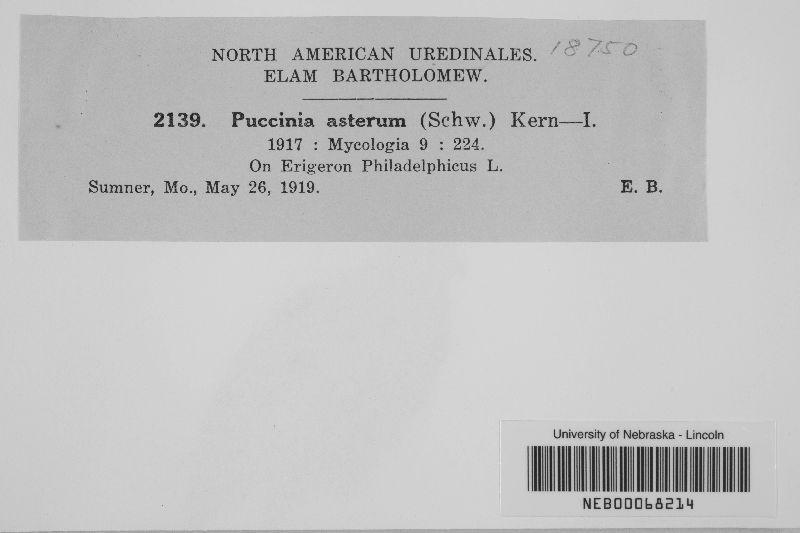 NORTH AMERICAN UREDINALES. 18750
ELAM BARTHOLOMEW.
2139. Puccinia asterum (Schw.) Kern—I.
1917 : Mycologia 9 : 224.
On Erigeron Philadelphicus L.
Sumner, Mo., May 26, 1919. E. B.
University of Nebraska - Lincoln
NEB00068214